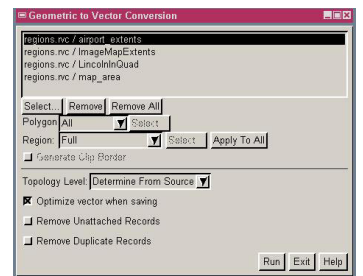 Geometric to Vector Conversion
regions.rvc / airport_extents
regions.rvc / ImageMapExtents
regions.rvc / LincolnInQuad
regions.rvc / map_area
Select... Remove Remove All
Polygon All Select
Region: Full Select Apply To All
Generate Clip Border
Topology Level: Determine From Source
Optimize vector when saving
Remove Unattached Records
Remove Duplicate Records
Run Exit Help